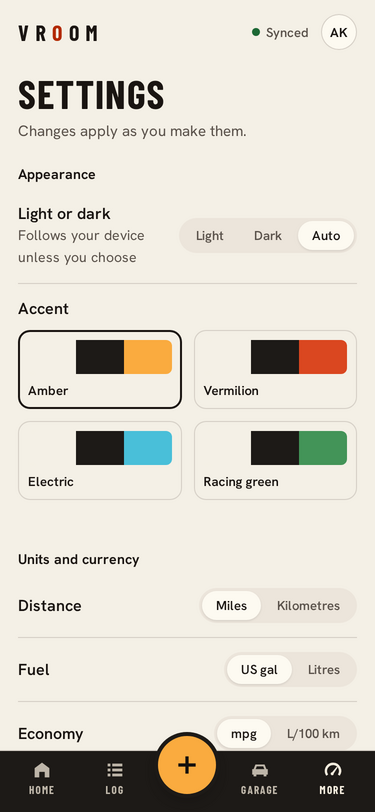 VROOM
Synced
AK
SETTINGS
Changes apply as you make them.
Appearance
Light or dark
Follows your device
unless you choose
Light Dark Auto
Accent
Amber Vermilion
Electric Racing green
Units and currency
Distance Miles Kilometres
Fuel US gal Litres
Economy mpg L/100 km
+
HOME LOG GARAGE MORE